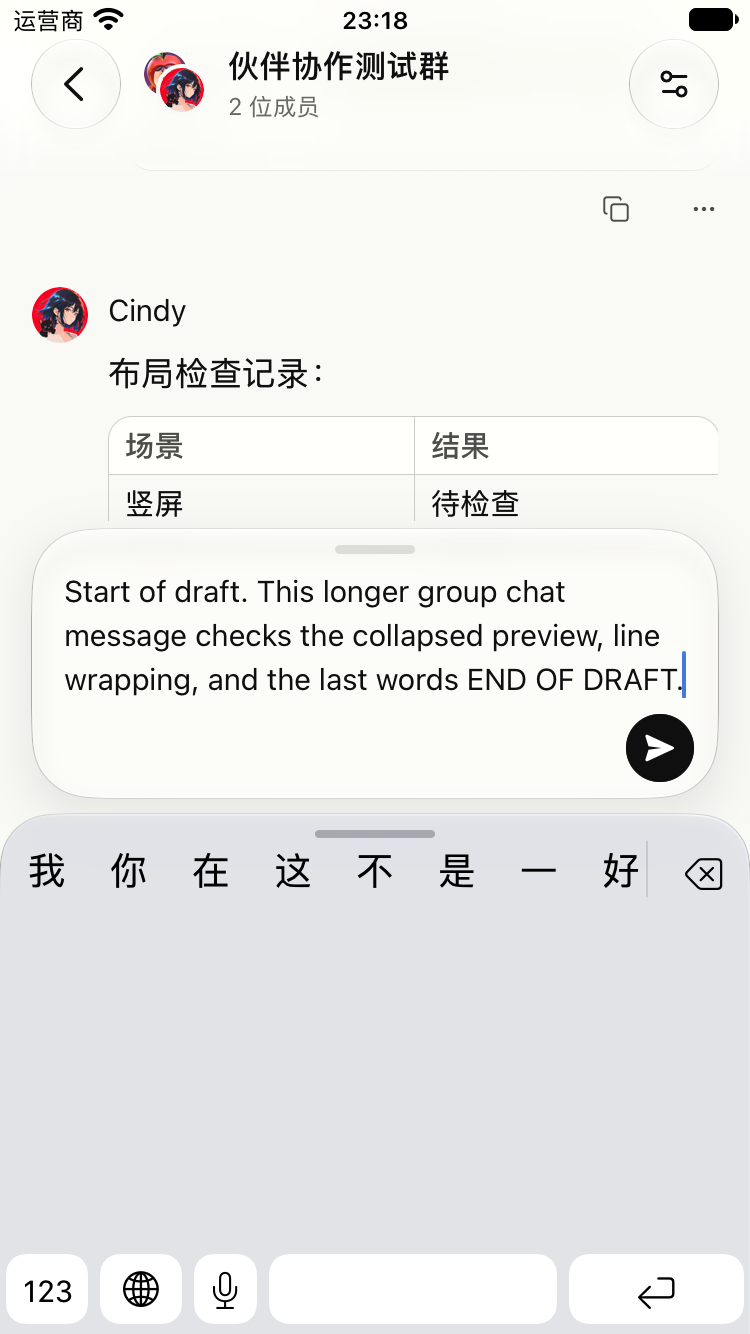 运营商
23:18
伙伴协作测试群
2 位成员
Cindy
布局检查记录：
场景 结果
竖屏 待检查
Start of draft. This longer group chat
message checks the collapsed preview, line
wrapping, and the last words END OF DRAFT.
我 你 在 这 不 是 一 好
123